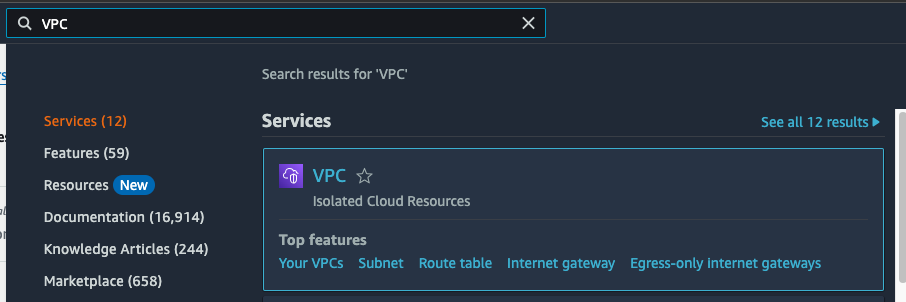 VPC
Search results for 'VPC'
Services (12)
Features (59)
Resources New
Documentation (16,914)
Knowledge Articles (244)
Marketplace (658)
Services
See all 12 results
VPC
Isolated Cloud Resources
Top features
Your VPCs Subnet Route table Internet gateway Egress-only internet gateways